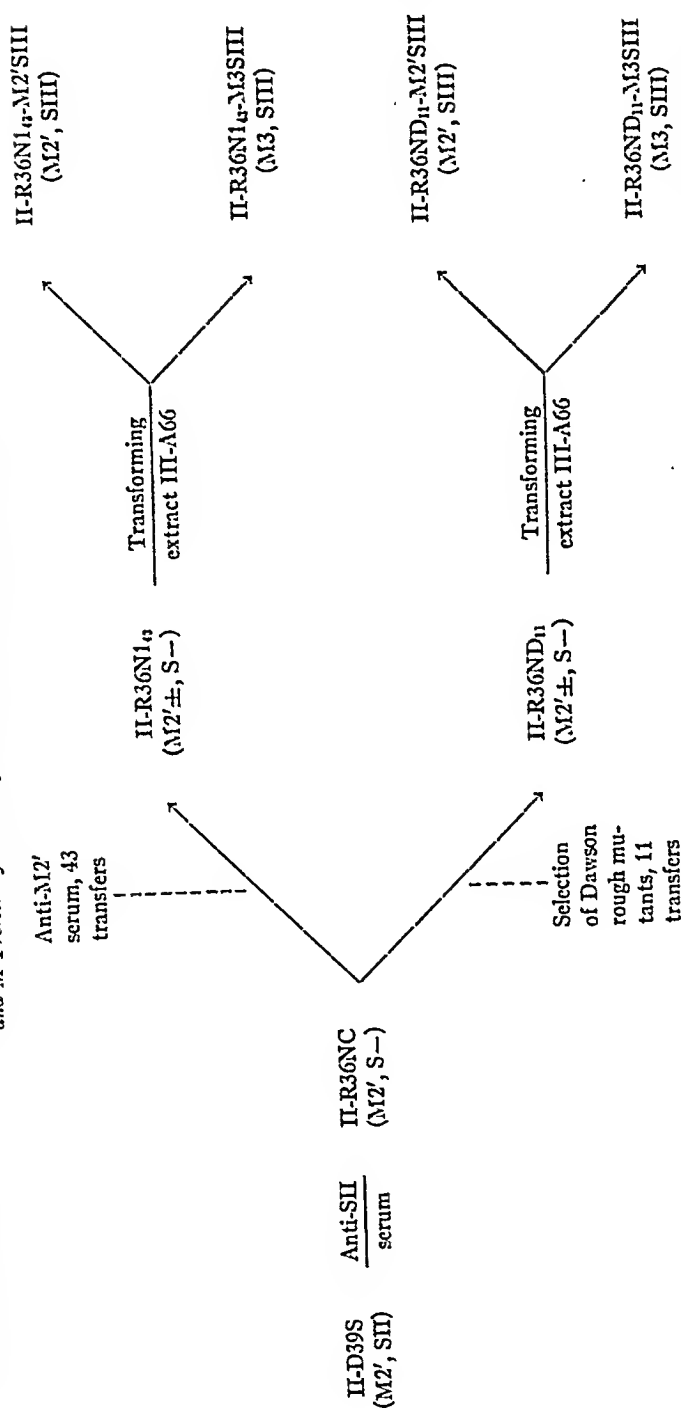 and M
II-D39S
(M2', SII)
Anti-SII
serum
II-R36NC
(M2', S—)
Anti-M2'
serum, 43
transfers
Selection
of Dawson
rough mu-
tants, 11
transfers
II-R36N1₄₃
(M2'±, S—)
II-R36ND₁₁
(M2'±, S—)
Transforming
extract III-A66
Transforming
extract III-A66
II-R36N1₄₃-M2'SIII
(M2', SIII)
II-R36N1₄₃-M3SIII
(M3, SIII)
II-R36ND₁₁-M2'SIII
(M2', SIII)
II-R36ND₁₁-M3SIII
(M3, SIII)